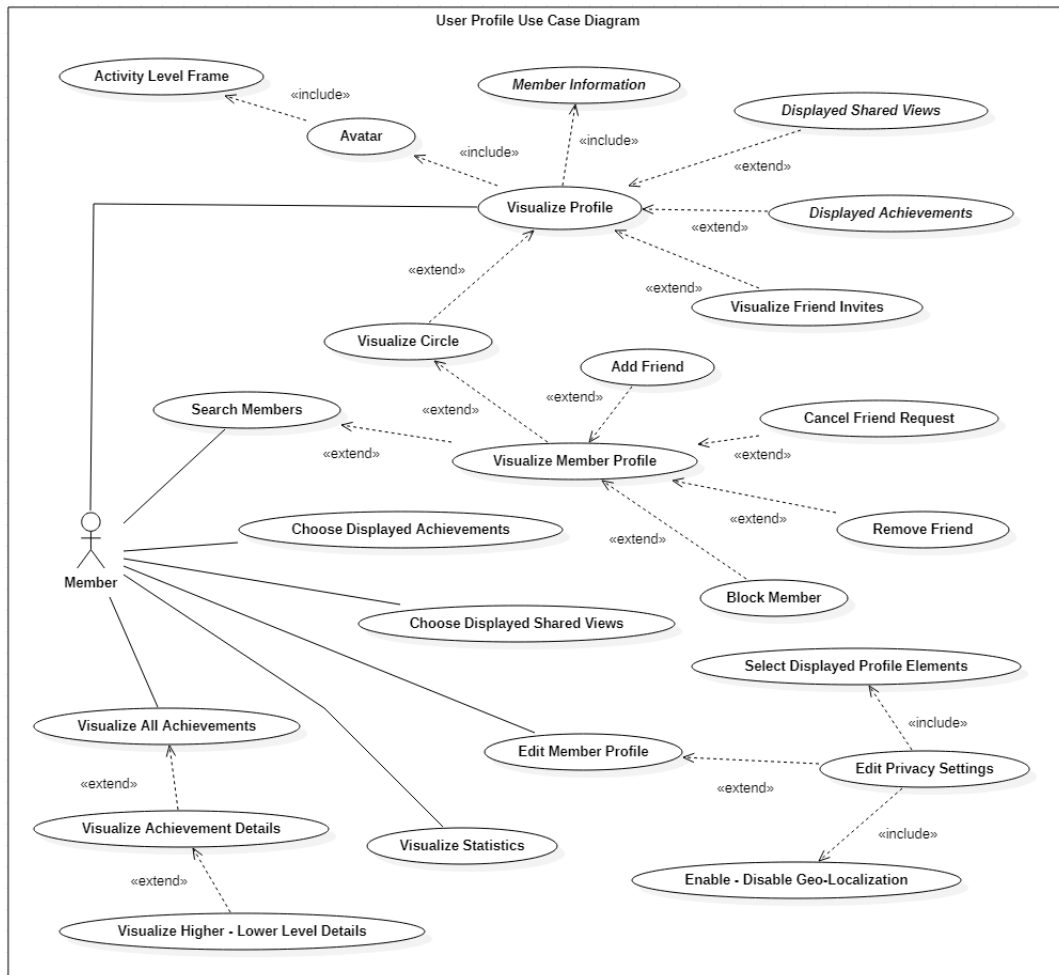 User Profile Use Case Diagram
Activity Level Frame
«include»
Avatar
«include»
Member Information
«include»
Displayed Shared Views
«extend»
Visualize Profile
Displayed Achievements
«extend»
«extend»
«extend»
Visualize Friend Invites
Visualize Circle
Add Friend
«extend»
«extend»
Search Members
«extend»
Cancel Friend Request
«extend»
Visualize Member Profile
Choose Displayed Achievements
«extend»
Remove Friend
«extend»
Member
Block Member
Choose Displayed Shared Views
Select Displayed Profile Elements
«include»
Visualize All Achievements
Edit Member Profile
«extend»
Edit Privacy Settings
«extend»
Visualize Achievement Details
Visualize Statistics
«include»
«extend»
Enable - Disable Geo-Localization
Visualize Higher - Lower Level Details